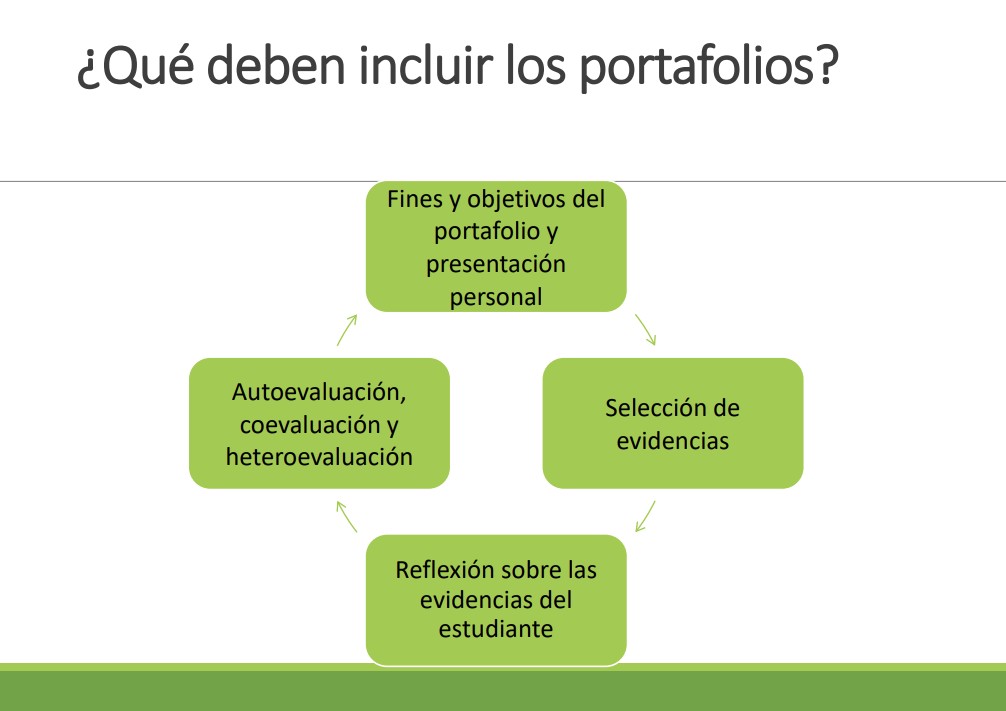 ¿Qué deben incluir los portafolios?
Fines y objetivos del
portafolio y
presentación
personal
Selección de
evidencias
Reflexión sobre las
evidencias del
estudiante
Autoevaluación,
coevaluación y
heteroevaluación